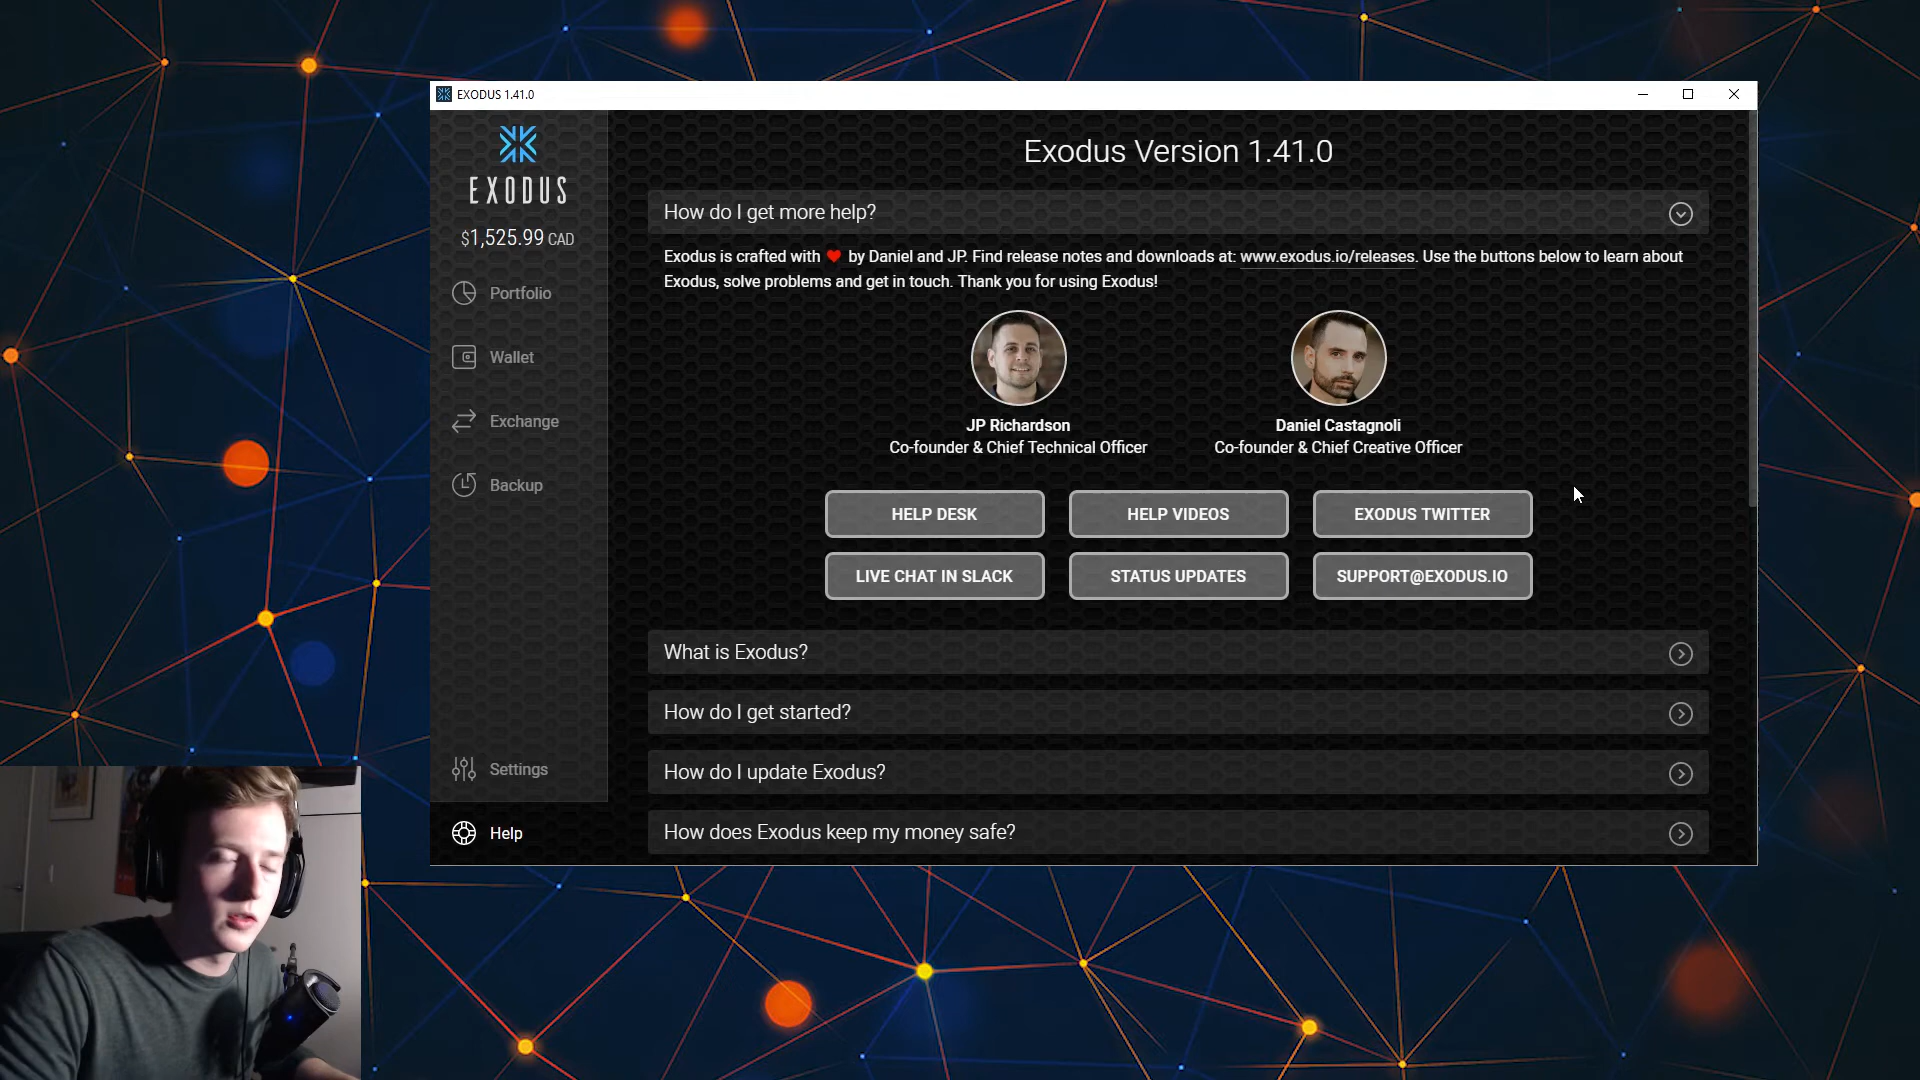 EXODUS 1.41.0
EXODUS
$1,525.99 CAD
Portfolio
Wallet
Exchange
Backup
Settings
Help
Exodus Version 1.41.0
How do I get more help?
Exodus is crafted with ❤ by Daniel and JP. Find release notes and downloads at: www.exodus.io/releases. Use the buttons below to learn about
Exodus, solve problems and get in touch. Thank you for using Exodus!
JP Richardson
Co-founder & Chief Technical Officer
Daniel Castagnoli
Co-founder & Chief Creative Officer
HELP DESK
HELP VIDEOS
EXODUS TWITTER
LIVE CHAT IN SLACK
STATUS UPDATES
SUPPORT@EXODUS.IO
What is Exodus?
How do I get started?
How do I update Exodus?
How does Exodus keep my money safe?